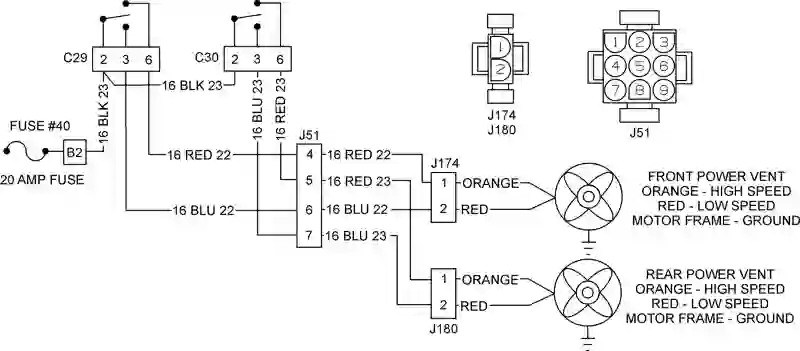 C29
2 3 6
C30
2 3 6
16 BLK 23
16 BLK 23
16 BLU 23
16 RED 23
FUSE #40
B2
20 AMP FUSE
J51
16 RED 22
4
16 RED 22
5
16 RED 23
16 BLU 22
6
16 BLU 22
7
16 BLU 23
J174
1
ORANGE
2
RED
1
ORANGE
2
RED
J180
FRONT POWER VENT
ORANGE - HIGH SPEED
RED - LOW SPEED
MOTOR FRAME - GROUND
REAR POWER VENT
ORANGE - HIGH SPEED
RED - LOW SPEED
MOTOR FRAME - GROUND
1
2
J174
J180
1 2 3
4 5 6
7 8 9
J51